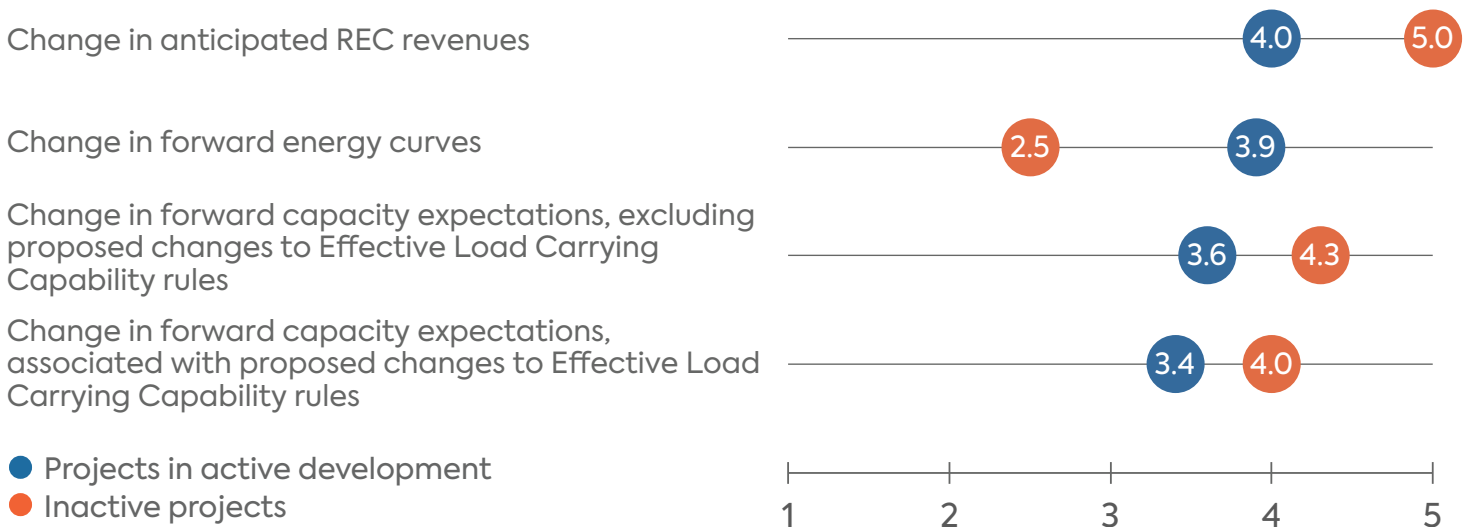 Change in anticipated REC revenues
4.0
5.0
Change in forward energy curves
2.5
3.9
Change in forward capacity expectations, excluding
proposed changes to Effective Load Carrying
Capability rules
3.6
4.3
Change in forward capacity expectations,
associated with proposed changes to Effective Load
Carrying Capability rules
3.4
4.0
Projects in active development
Inactive projects
1 2 3 4 5